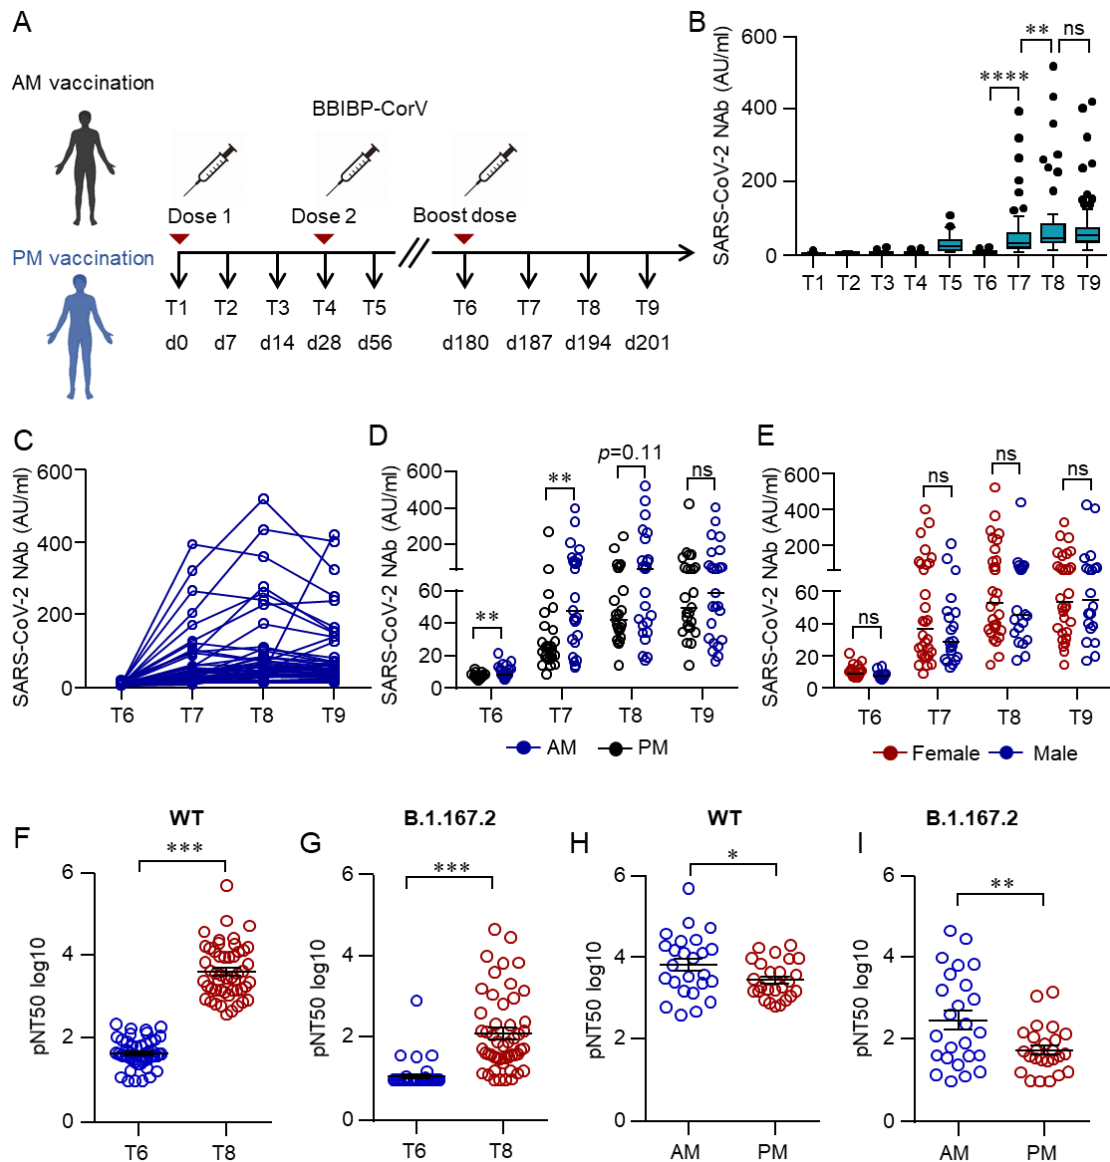 A
AM vaccination
BBIBP-CorV
Dose 1 Dose 2 Boost dose
PM vaccination
T1 T2 T3 T4 T5 T6 T7 T8 T9
d0 d7 d14 d28 d56 d180 d187 d194 d201
B
SARS-CoV-2 NAb (AU/ml)
600
400
200
0
** ns
****
T1 T2 T3 T4 T5 T6 T7 T8 T9
C
SARS-CoV-2 NAb (AU/ml)
600
400
200
0
T6 T7 T8 T9
D
SARS-CoV-2 NAb (AU/ml)
600
400
200
60
40
20
0
** ** p=0.11 ns
T6 T7 T8 T9
AM PM
E
SARS-CoV-2 NAb (AU/ml)
600
400
200
60
40
20
0
ns ns ns ns
T6 T7 T8 T9
Female Male
F
WT
***
pNT50 log10
6
4
2
0
T6 T8
G
B.1.167.2
***
pNT50 log10
6
4
2
0
T6 T8
H
WT
*
pNT50 log10
6
4
2
0
AM PM
I
B.1.167.2
**
pNT50 log10
6
4
2
0
AM PM